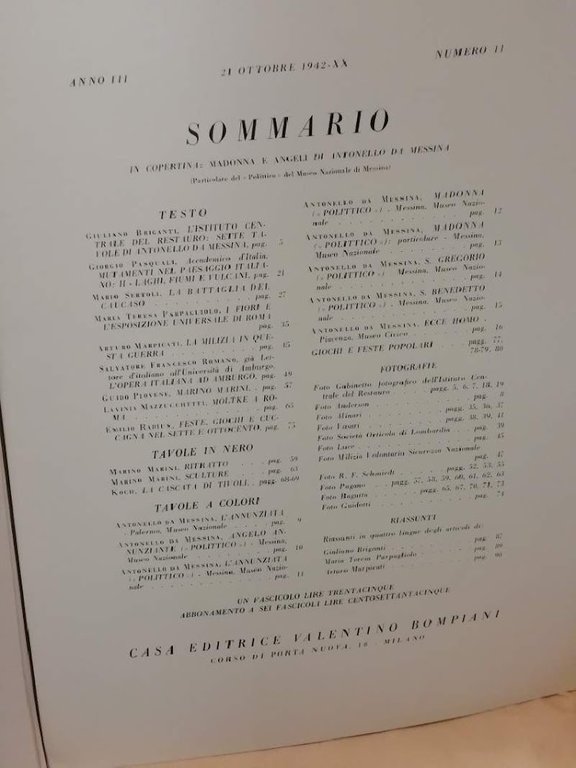 ANNO III
21 OTTOBRE 1942-XX
NUMERO 11
SOMMARIO
IN COPERTINA: MADONNA E ANGELI DI ANTONELLO DA MESSINA
(Particolare del « Polittico » del Museo Nazionale di Messina)
TESTO
GIULIANO BRIGANTI, L'ISTITUTO CEN-
TRALE DEL RESTAURO: SETTE TA-
VOLE DI ANTONELLO DA MESSINA, pag. 5
GIORGIO PASQUALI, Accademico d'Italia,
MUTAMENTI NEL PAESAGGIO ITALIA-
NO: II - LAGHI, FIUMI E VULCANI, pag. 21
MARIO SERTOLI, LA BATTAGLIA DEL
CAUCASO . . . pag. 27
MARIA TERESA PARPAGLIOLO, I FIORI E
L'ESPOSIZIONE UNIVERSALE DI ROMA
pag. 35
ARTURO MARPICATI, LA MILIZIA IN QUE-
STA GUERRA . . . pag. 45
SALVATORE FRANCESCO ROMANO, già Let-
tore d'italiano all'Università di Amburgo,
L'OPERA ITALIANA AD AMBURGO, pag. 49
GUIDO PIOVENE, MARINO MARINI, pag. 57
LAVINIA MAZZUCCHETTI, MOLTKE A RO-
MA . . . pag. 65
EMILIO RADIUS, FESTE, GIOCHI E CUC-
CAGNA NEL SETTE E OTTOCENTO, pag. 75
TAVOLE IN NERO
MARINO MARINI, RITRATTO . . . pag. 59
MARINO MARINI, SCULTURE . . . pag. 63
KOCH, LA CASCATA DI TIVOLI, pagg. 68-69
TAVOLE A COLORI
ANTONELLO DA MESSINA, L'ANNUNZIATA
- Palermo, Museo Nazionale . . . pag. 9
ANTONELLO DA MESSINA, ANGELO AN-
NUNZIANTE (« POLITTICO ») - Messina,
Museo Nazionale . . . pag. 10
ANTONELLO DA MESSINA, L'ANNUNZIATA
(« POLITTICO ») - Messina, Museo Nazio-
nale . . . pag. 11
ANTONELLO DA MESSINA, MADONNA
(« POLITTICO ») - Messina, Museo Nazio-
nale . . . pag. 12
ANTONELLO DA MESSINA, MADONNA
(« POLITTICO »): particolare - Messina,
Museo Nazionale . . . pag. 13
ANTONELLO DA MESSINA, S. GREGORIO
(« POLITTICO ») - Messina, Museo Nazio-
nale . . . pag. 14
ANTONELLO DA MESSINA, S. BENEDETTO
(« POLITTICO ») - Messina, Museo Nazio-
nale . . . pag. 15
ANTONELLO DA MESSINA, ECCE HOMO -
Piacenza, Museo Civico . . . pag. 16
GIOCHI E FESTE POPOLARI . pagg. 77,
78-79, 80
FOTOGRAFIE
Foto Gabinetto fotografico dell'Istituto Cen-
trale del Restauro . pagg. 5, 6, 7, 18, 19
Foto Anderson . . . pag. 8
Foto Minari . . . pagg. 35, 36, 37
Foto Vasari . . . pagg. 38, 39, 41
Foto Società Orticola di Lombardia . pag. 39
Foto Luce . . . pag. 45
Foto Milizia Volontaria Sicurezza Nazionale
pag. 47
Foto R. F. Schmiedt . . pagg. 52, 53, 55
Foto Pagano . pagg. 57, 58, 59, 60, 61, 62, 63
Foto Bagutta . pagg. 65, 67, 70, 71, 73
Foto Guidotti . . . pag. 74
RIASSUNTI
Riassunti in quattro lingue degli articoli di:
Giuliano Briganti . . . pag. 87
Maria Teresa Parpagliolo . . . pag. 89
Arturo Marpicati . . . pag. 90
UN FASCICOLO LIRE TRENTACINQUE
ABBONAMENTO A SEI FASCICOLI LIRE CENTOSETTANTACINQUE
CASA EDITRICE VALENTINO BOMPIANI
CORSO DI PORTA NUOVA, 18 - MILANO